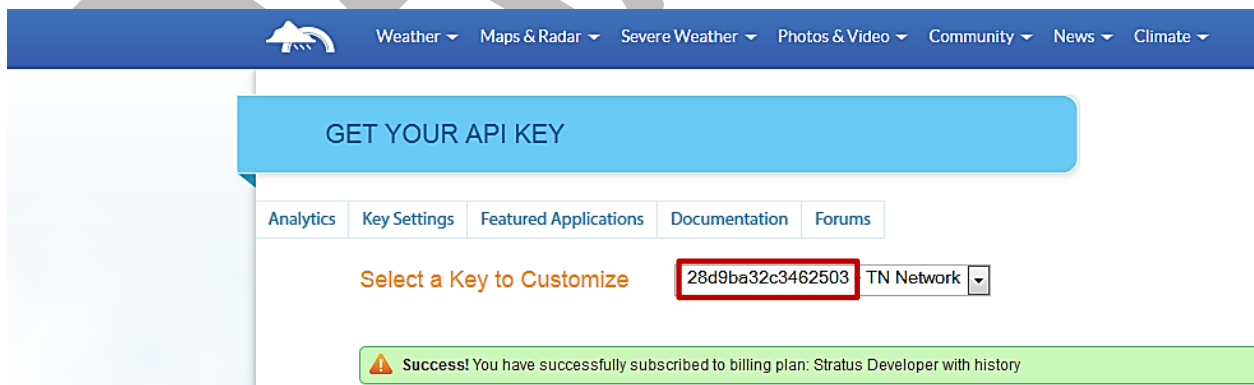 Weather Maps & Radar Severe Weather Photos & Video Community News Climate
GET YOUR API KEY
Analytics Key Settings Featured Applications Documentation Forums
Select a Key to Customize 28d9ba32c3462503 - TN Network
Success! You have successfully subscribed to billing plan: Stratus Developer with history